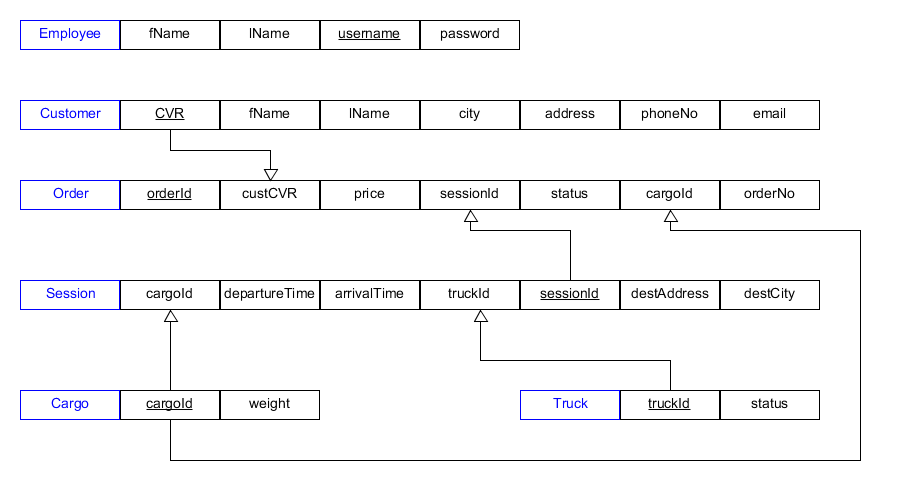 Employee fName lName username password
Customer CVR fName lName city address phoneNo email
Order orderId custCVR price sessionId status cargoId orderNo
Session cargoId departureTime arrivalTime truckId sessionId destAddress destCity
Cargo cargoId weight Truck truckId status